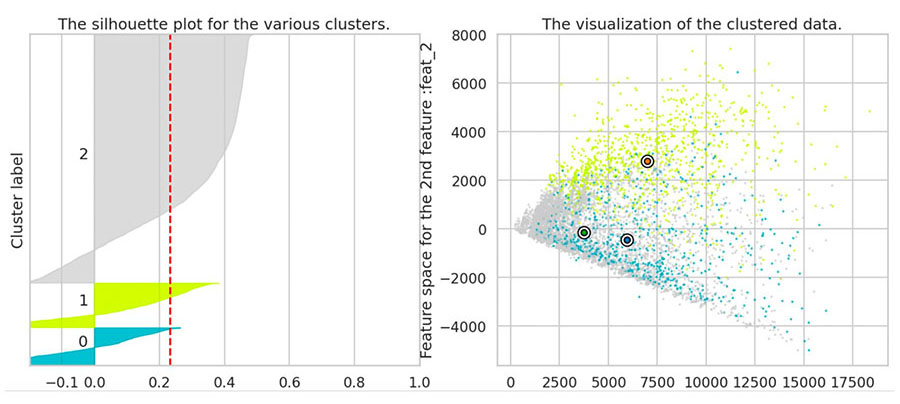 The silhouette plot for the various clusters.
Cluster label
2
1
0
−0.1 0.0 0.2 0.4 0.6 0.8 1.0
The visualization of the clustered data.
Feature space for the 2nd feature :feat_2
8000
6000
4000
2000
0
−2000
−4000
0 2500 5000 7500 10000 12500 15000 17500